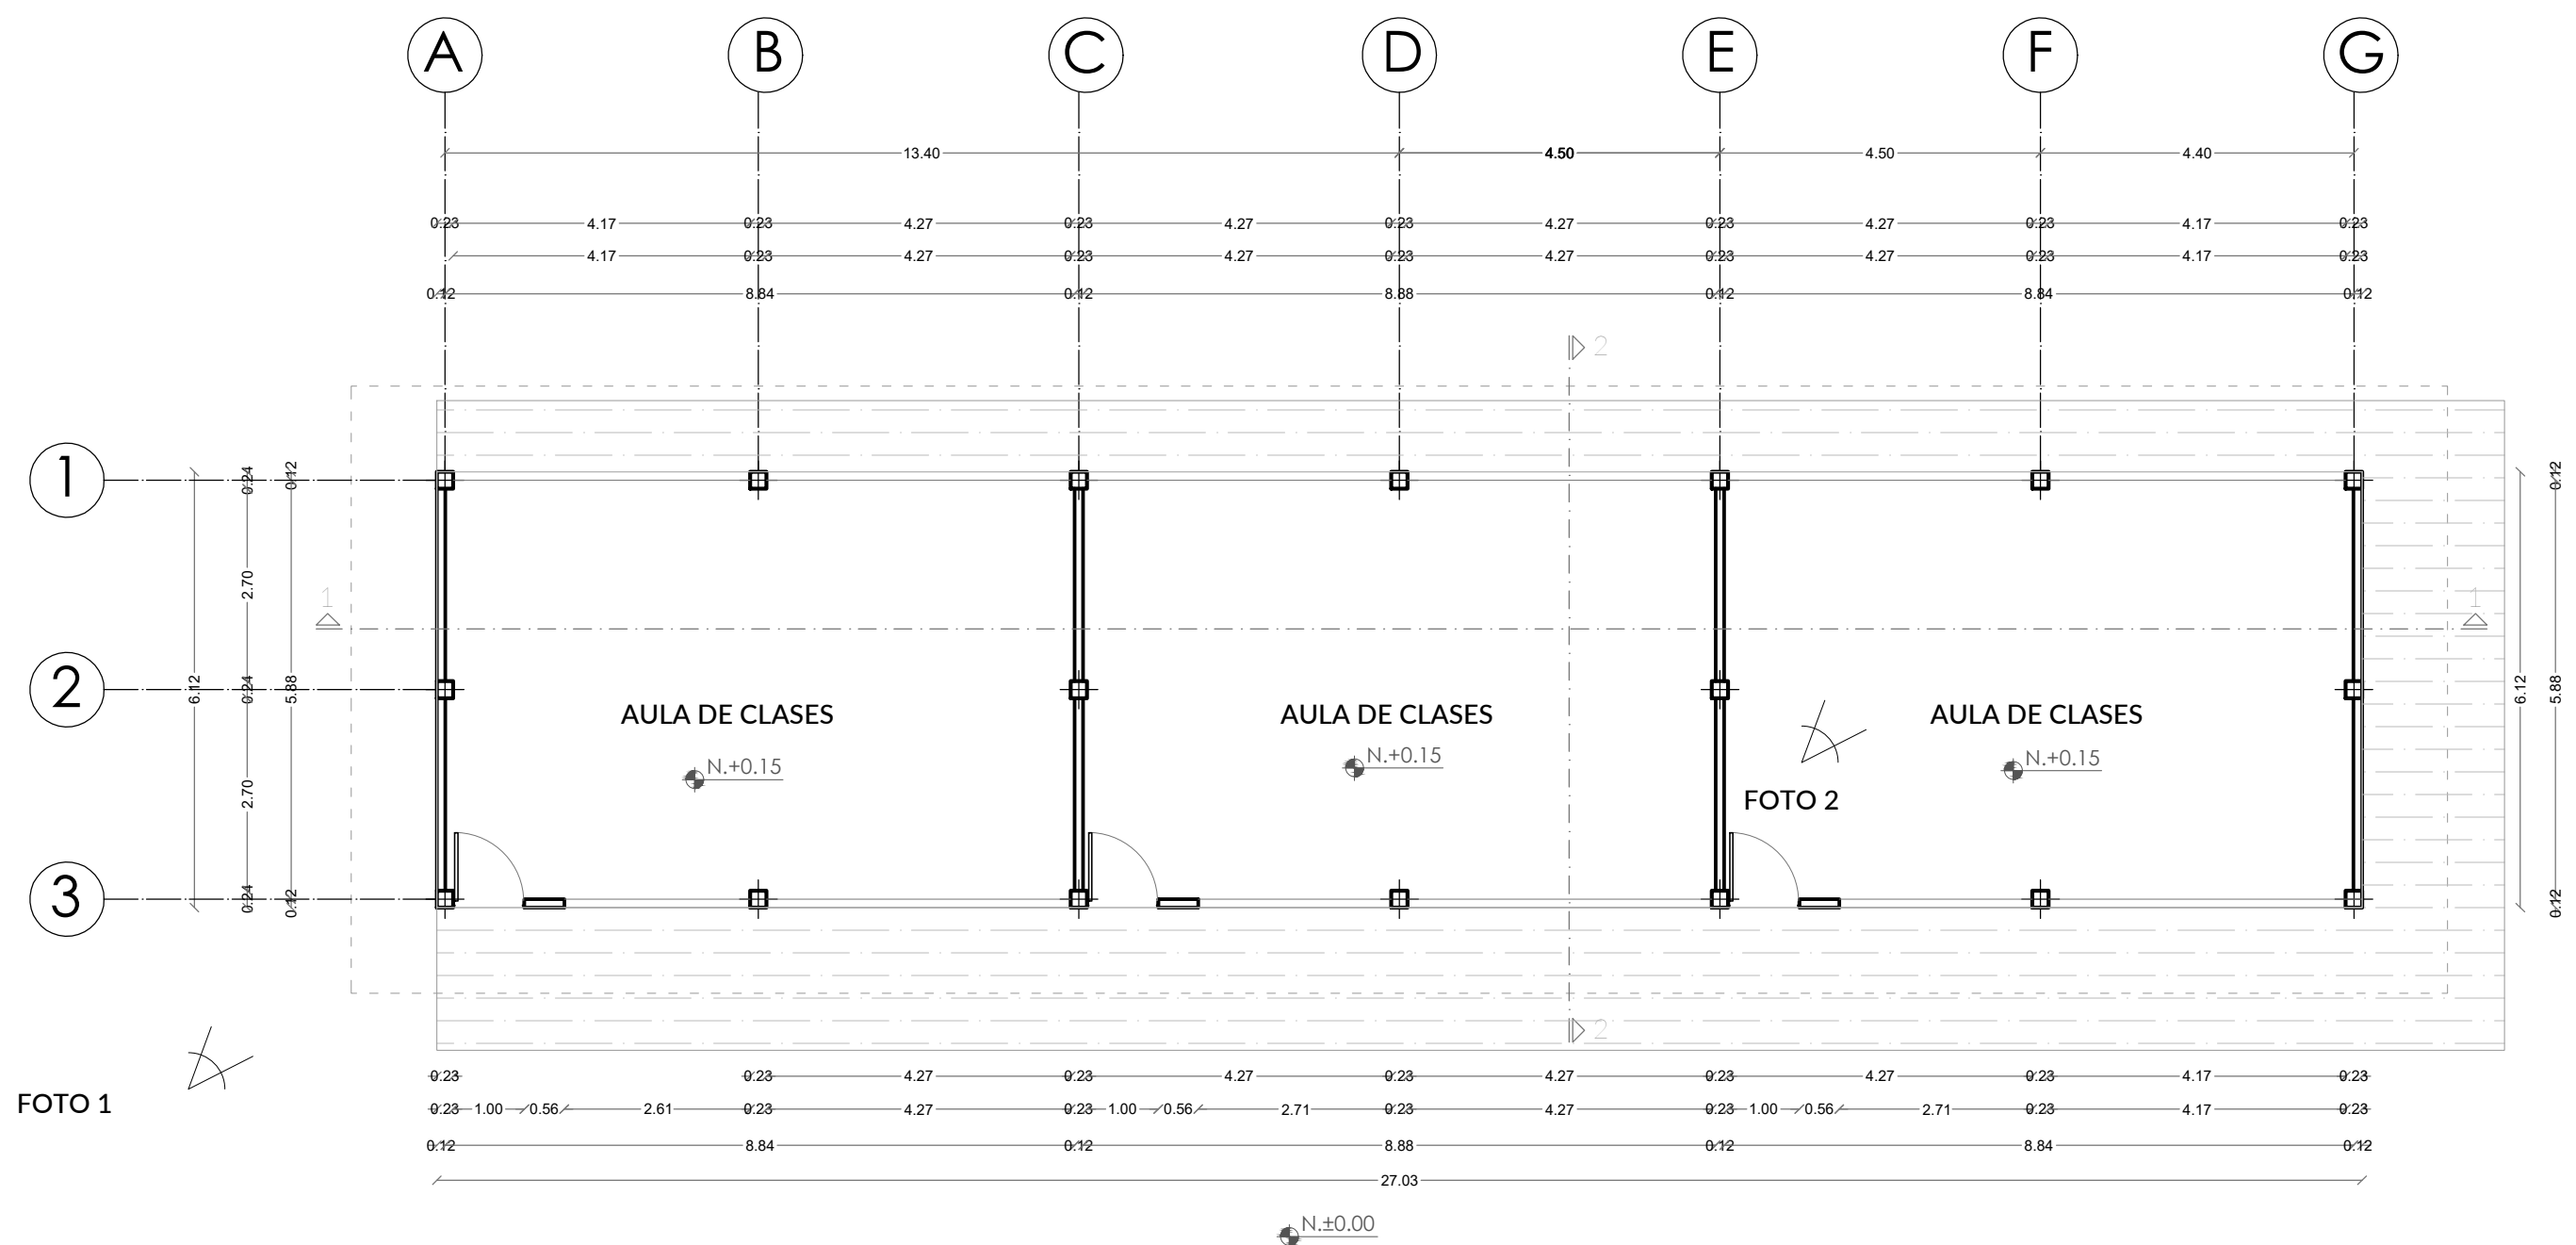 A B C D E F G
13.40 4.50 4.50 4.40
0.23 4.17 0.23 4.27 0.23 4.27 0.23 4.27 0.23 4.27 0.23 4.17 0.23
4.17 0.23 4.27 0.23 4.27 0.23 4.27 0.23 4.27 0.23 4.17 0.23
0.12 8.84 0.12 8.88 0.12 8.84 0.12
2
1
2
3
6.12
0.24 2.70 0.24 2.70 0.24
0.12 5.88 0.12
1
1
AULA DE CLASES
N.+0.15
AULA DE CLASES
N.+0.15
AULA DE CLASES
N.+0.15
FOTO 2
6.12
0.12 5.88 0.12
2
FOTO 1
0.23 0.23 4.27 0.23 4.27 0.23 4.27 0.23 4.27 0.23 4.17 0.23
0.23 1.00 0.56 2.61 0.23 4.27 0.23 1.00 0.56 2.71 0.23 4.27 0.23 1.00 0.56 2.71 0.23 4.17 0.23
0.12 8.84 0.12 8.88 0.12 8.84 0.12
27.03
N.±0.00